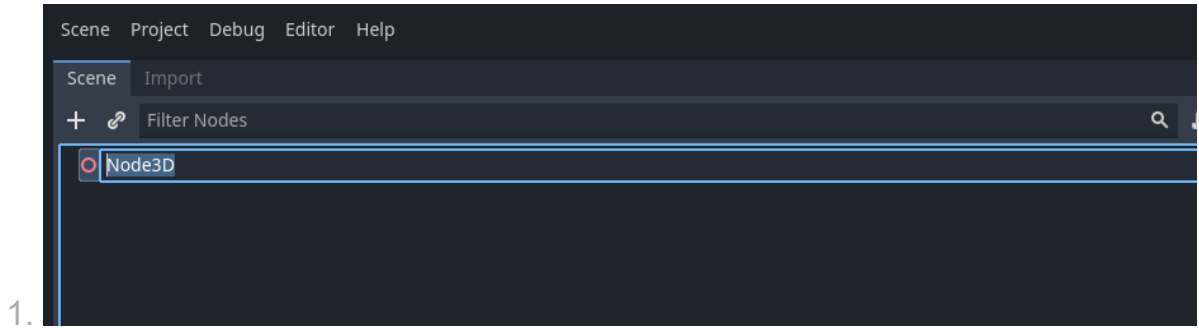 Scene Project Debug Editor Help
Scene Import
Filter Nodes
Node3D
1.